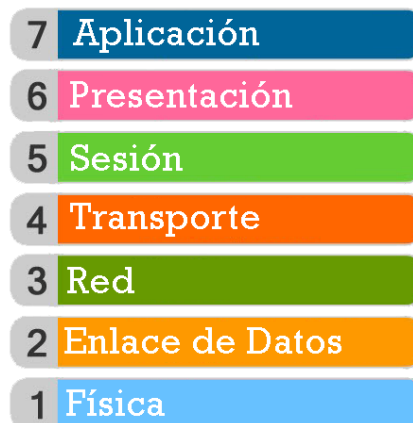 7 Aplicación
6 Presentación
5 Sesión
4 Transporte
3 Red
2 Enlace de Datos
1 Física